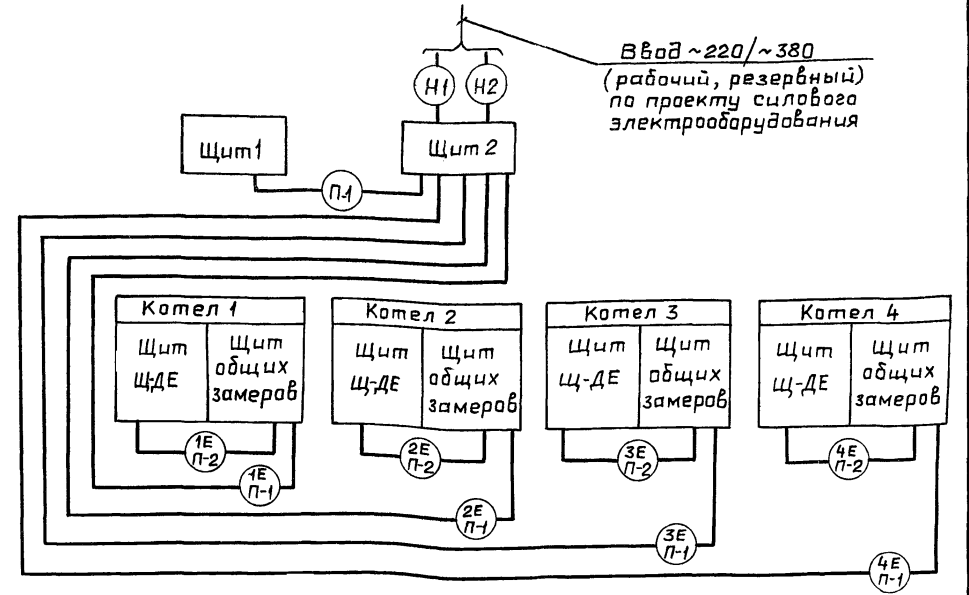 Ввод ~220/~380
(рабочий, резервный)
по проекту силового
электрооборудования
Н1
Н2
Щит 1
Щит 2
П-1
Котел 1
Щит
Щ-ДЕ
Щит
общих
замеров
Котел 2
Щит
Щ-ДЕ
Щит
общих
замеров
Котел 3
Щит
Щ-ДЕ
Щит
общих
замеров
Котел 4
Щит
Щ-ДЕ
Щит
общих
замеров
1Е
П-2
2Е
П-2
3Е
П-2
4Е
П-2
1Е
П-1
2Е
П-1
3Е
П-1
4Е
П-1